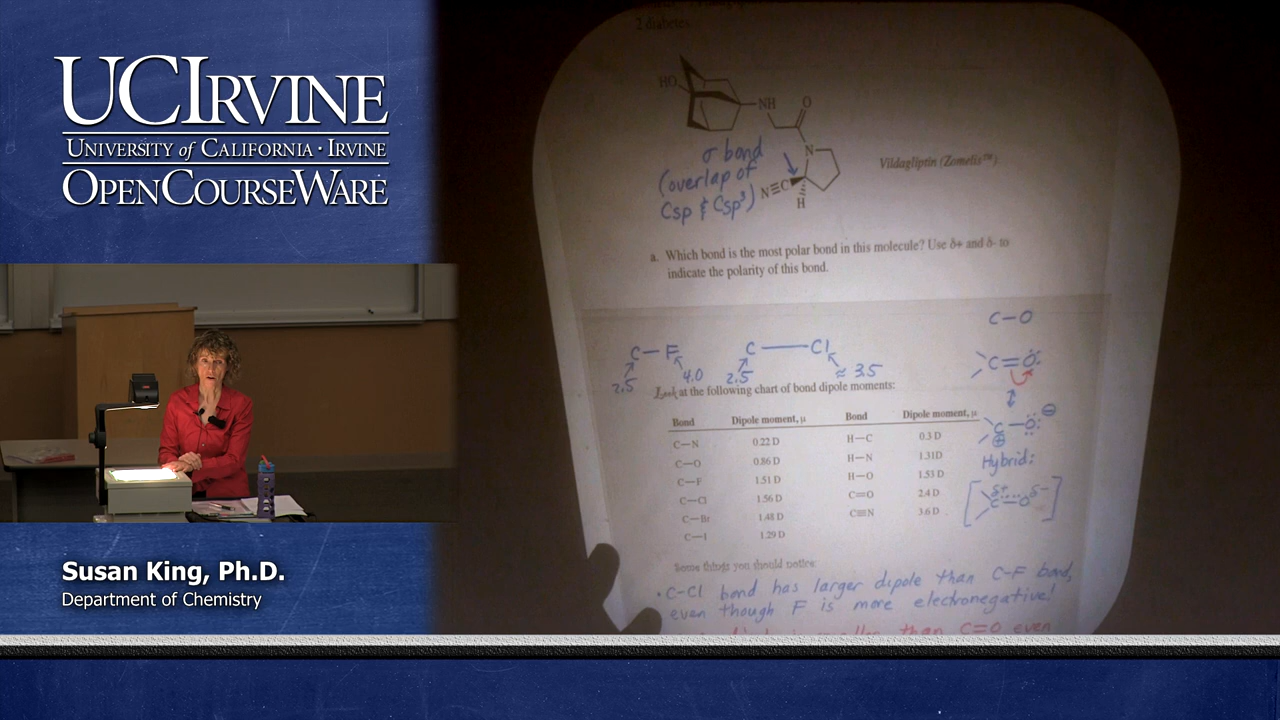 UCIRVINE
UNIVERSITY of CALIFORNIA · IRVINE
OPENCOURSEWARE
Susan King, Ph.D.
Department of Chemistry
2 diabetes
HO
NH
O
N
N≡C
H
Vildagliptin (Zomelis™)
σ bond
(overlap of
Csp & Csp³)
a. Which bond is the most polar bond in this molecule? Use δ+ and δ- to
indicate the polarity of this bond.
C—F
2.5 4.0
C—Cl
2.5 ≈ 3.5
Look at the following chart of bond dipole moments:
Bond Dipole moment, μ Bond Dipole moment, μ
C—N 0.22 D H—C 0.3 D
C—O 0.86 D H—N 1.31D
C—F 1.51 D H—O 1.53 D
C—Cl 1.56 D C=O 2.4 D
C—Br 1.48 D C≡N 3.6 D
C—I 1.29 D
C-O
C=O
C-O ⊖
⊕
Hybrid:
δ+ δ-
C-O
Some things you should notice:
• C-Cl bond has larger dipole than C-F bond,
even though F is more electronegative!
than C=O even